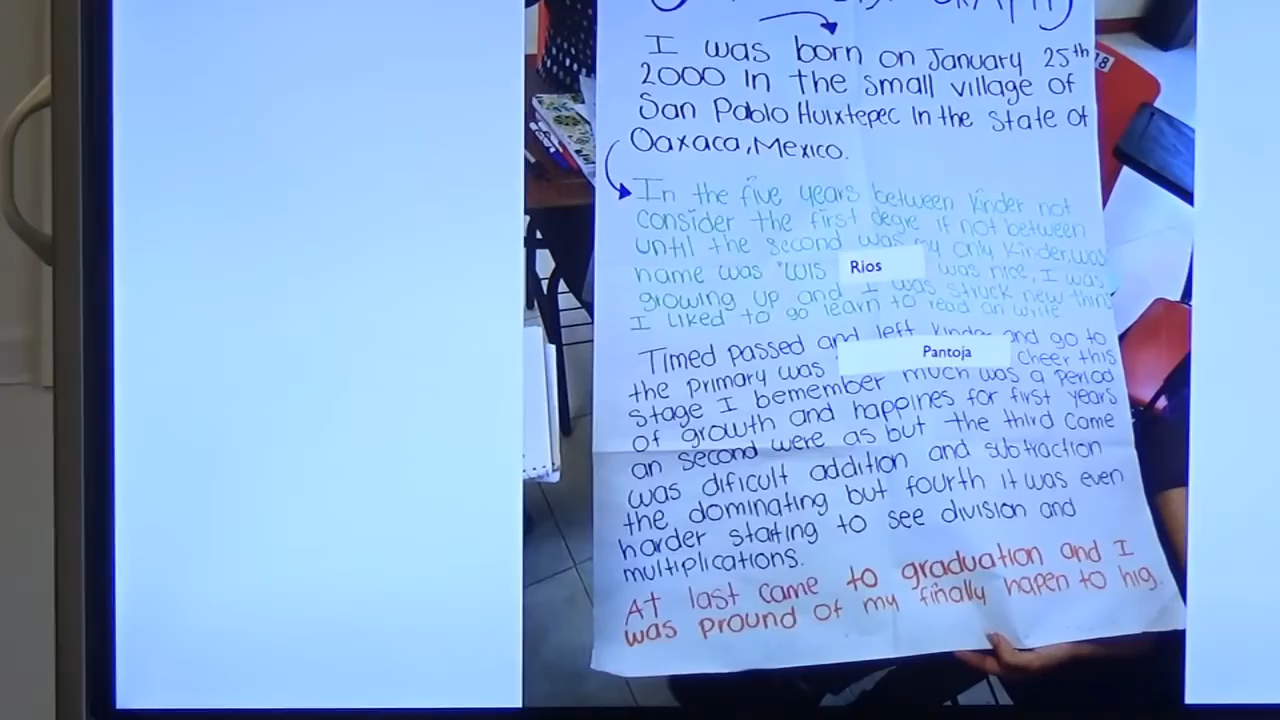 I was born on January 25th
2000 In the small village of
San Pablo Huixtepec In the state of
Oaxaca, Mexico.
In the five years between Kinder not
consider the first degre if not between
until the second was my only Kinder, was
name was "LUIS Rios was nice, I was
growing up and I was struck new thing
I liked to go learn to read an write.
Timed passed and left kinder and go to
the primary was Pantoja cheer this
stage I bemember much was a period
of growth and happines for first years
an second were as but the third came
was dificult addition and subtraction
the dominating but fourth it was even
harder starting to see division and
multiplications.
At last came to graduation and I
was pround of my finally hapen to hig.
18